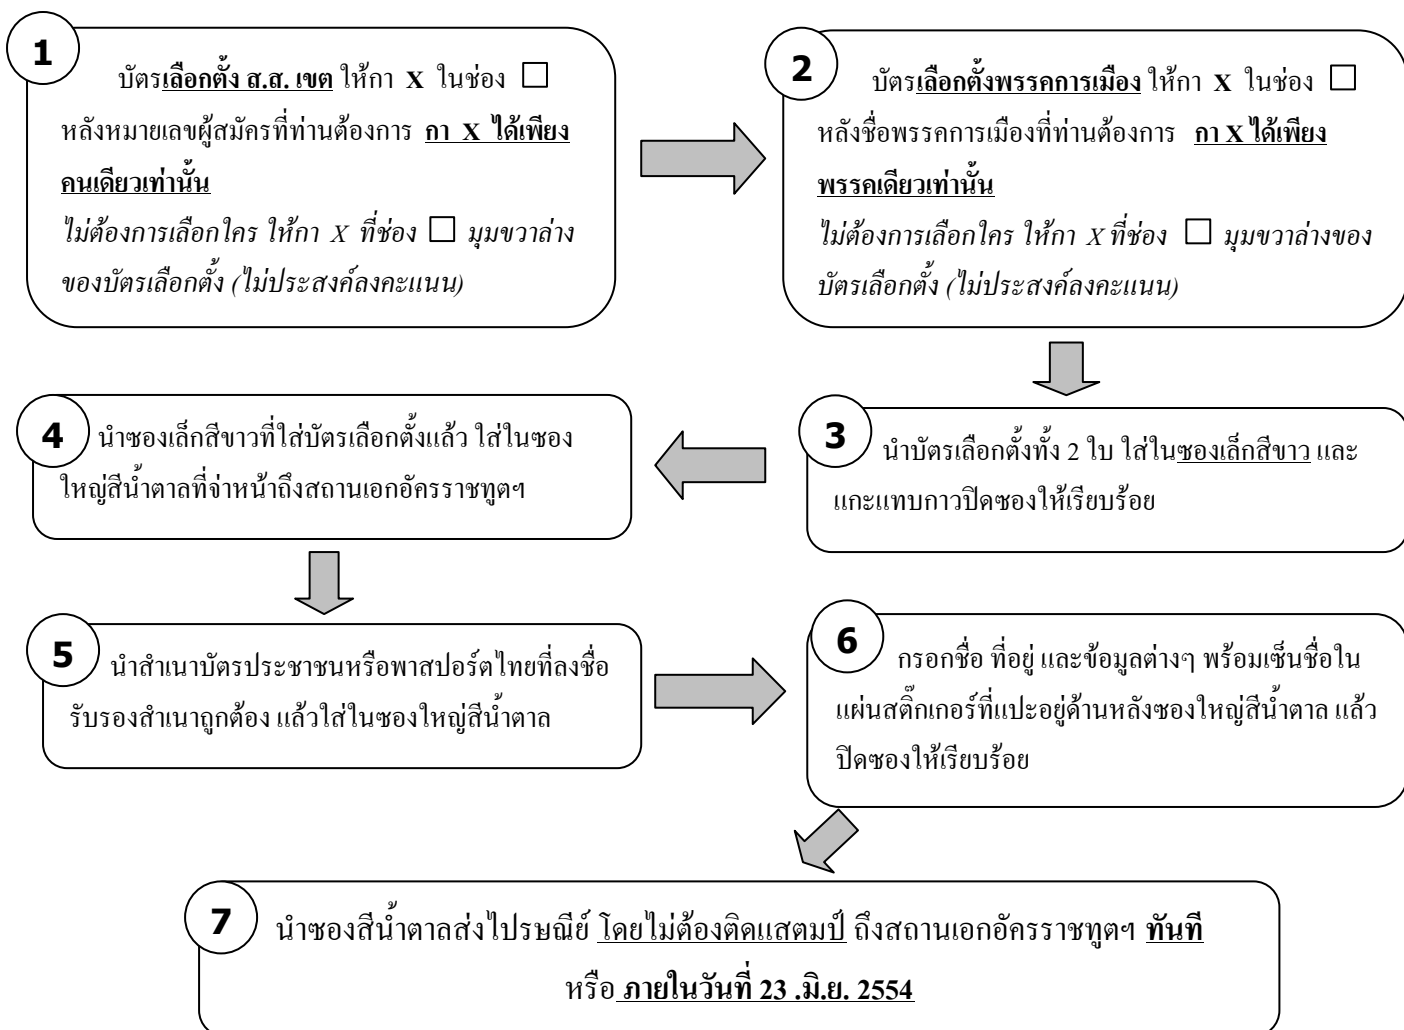 1
บัตรเลือกตั้ง ส.ส. เขต ให้กา X ในช่อง □
หลังหมายเลขผู้สมัครที่ท่านต้องการ กา X ได้เพียง
คนเดียวเท่านั้น
ไม่ต้องการเลือกใคร ให้กา X ที่ช่อง □ มุมขวาล่าง
ของบัตรเลือกตั้ง (ไม่ประสงค์ลงคะแนน)
2
บัตรเลือกตั้งพรรคการเมือง ให้กา X ในช่อง □
หลังชื่อพรรคการเมืองที่ท่านต้องการ กา X ได้เพียง
พรรคเดียวเท่านั้น
ไม่ต้องการเลือกใคร ให้กา X ที่ช่อง □ มุมขวาล่างของ
บัตรเลือกตั้ง (ไม่ประสงค์ลงคะแนน)
3
นำบัตรเลือกตั้งทั้ง 2 ใบ ใส่ในซองเล็กสีขาว และ
แกะแทบกาวปิดซองให้เรียบร้อย
4
นำซองเล็กสีขาวที่ใส่บัตรเลือกตั้งแล้ว ใส่ในซอง
ใหญ่สีน้ำตาลที่จ่าหน้าถึงสถานเอกอัครราชทูตฯ
5
นำสำเนาบัตรประชาชนหรือพาสปอร์ตไทยที่ลงชื่อ
รับรองสำเนาถูกต้อง แล้วใส่ในซองใหญ่สีน้ำตาล
6
กรอกชื่อ ที่อยู่ และข้อมูลต่างๆ พร้อมเซ็นชื่อใน
แผ่นสติ๊กเกอร์ที่แปะอยู่ด้านหลังซองใหญ่สีน้ำตาล แล้ว
ปิดซองให้เรียบร้อย
7
นำซองสีน้ำตาลส่งไปรษณีย์ โดยไม่ต้องติดแสตมป์ ถึงสถานเอกอัครราชทูตฯ ทันที
หรือ ภายในวันที่ 23 .มิ.ย. 2554